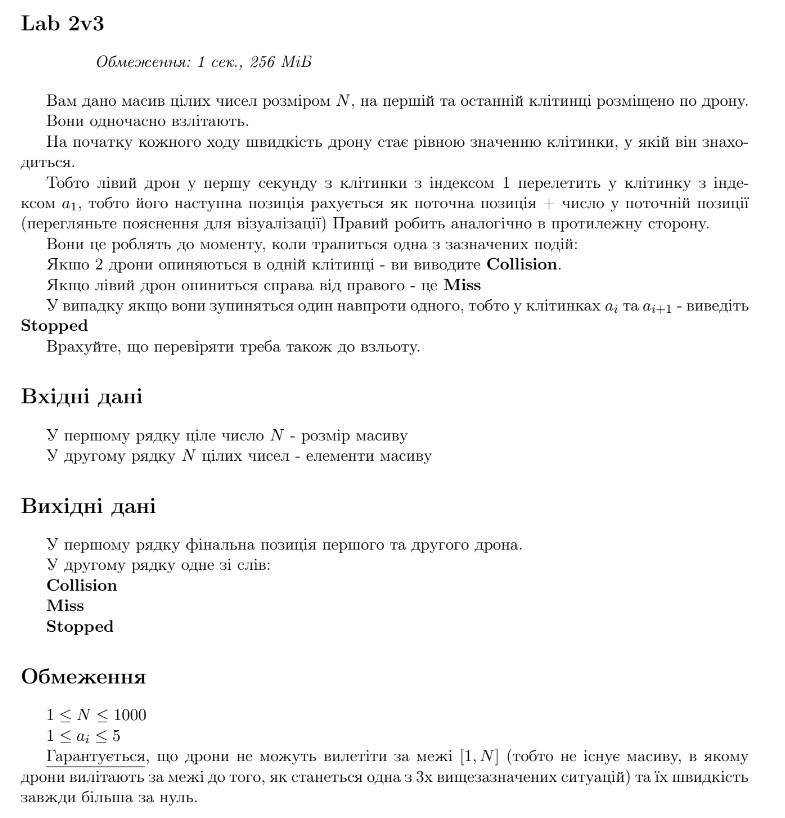 Lab 2v3
Обмеження: 1 сек., 256 МіБ
Вам дано масив цілих чисел розміром N, на першій та останній клітинці розміщено по дрону.
Вони одночасно взлітають.
На початку кожного ходу швидкість дрону стає рівною значенню клітинки, у якій він знахо-
диться.
Тобто лівий дрон у першу секунду з клітинки з індексом 1 перелетить у клітинку з інде-
ксом a₁, тобто його наступна позиція рахується як поточна позиція + число у поточній позиції
(перегляньте пояснення для візуалізації) Правий робить аналогічно в протилежну сторону.
Вони це роблять до моменту, коли трапиться одна з зазначених подій:
Якшо 2 дрони опиняються в одній клітинці - ви виводите Collision.
Якщо лівий дрон опиниться справа від правого - це Miss
У випадку якщо вони зупиняться один навпроти одного, тобто у клітинках aᵢ та aᵢ₊₁ - виведіть
Stopped
Врахуйте, що перевіряти треба також до взльоту.
Вхідні дані
У першому рядку ціле число N - розмір масиву
У другому рядку N цілих чисел - елементи масиву
Вихідні дані
У першому рядку фінальна позиція першого та другого дрона.
У другому рядку одне зі слів:
Collision
Miss
Stopped
Обмеження
1 ≤ N ≤ 1000
1 ≤ aᵢ ≤ 5
Гарантується, що дрони не можуть вилетіти за межі [1, N] (тобто не існує масиву, в якому
дрони вилітають за межі до того, як станеться одна з 3х вищезазначених ситуацій) та їх швидкість
завжди більша за нуль.